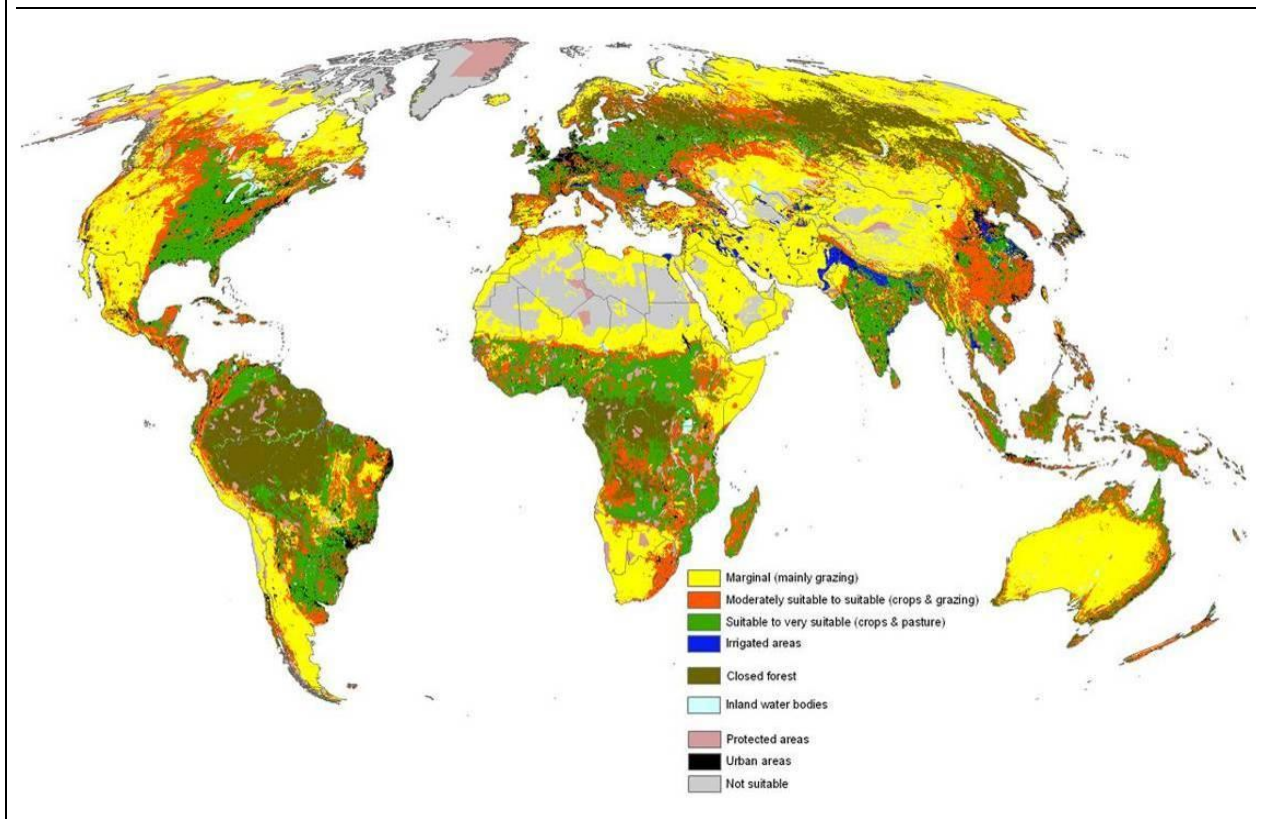 Marginal (mainly grazing)
Moderately suitable to suitable (crops & grazing)
Suitable to very suitable (crops & pasture)
Irrigated areas
Closed forest
Inland water bodies
Protected areas
Urban areas
Not suitable